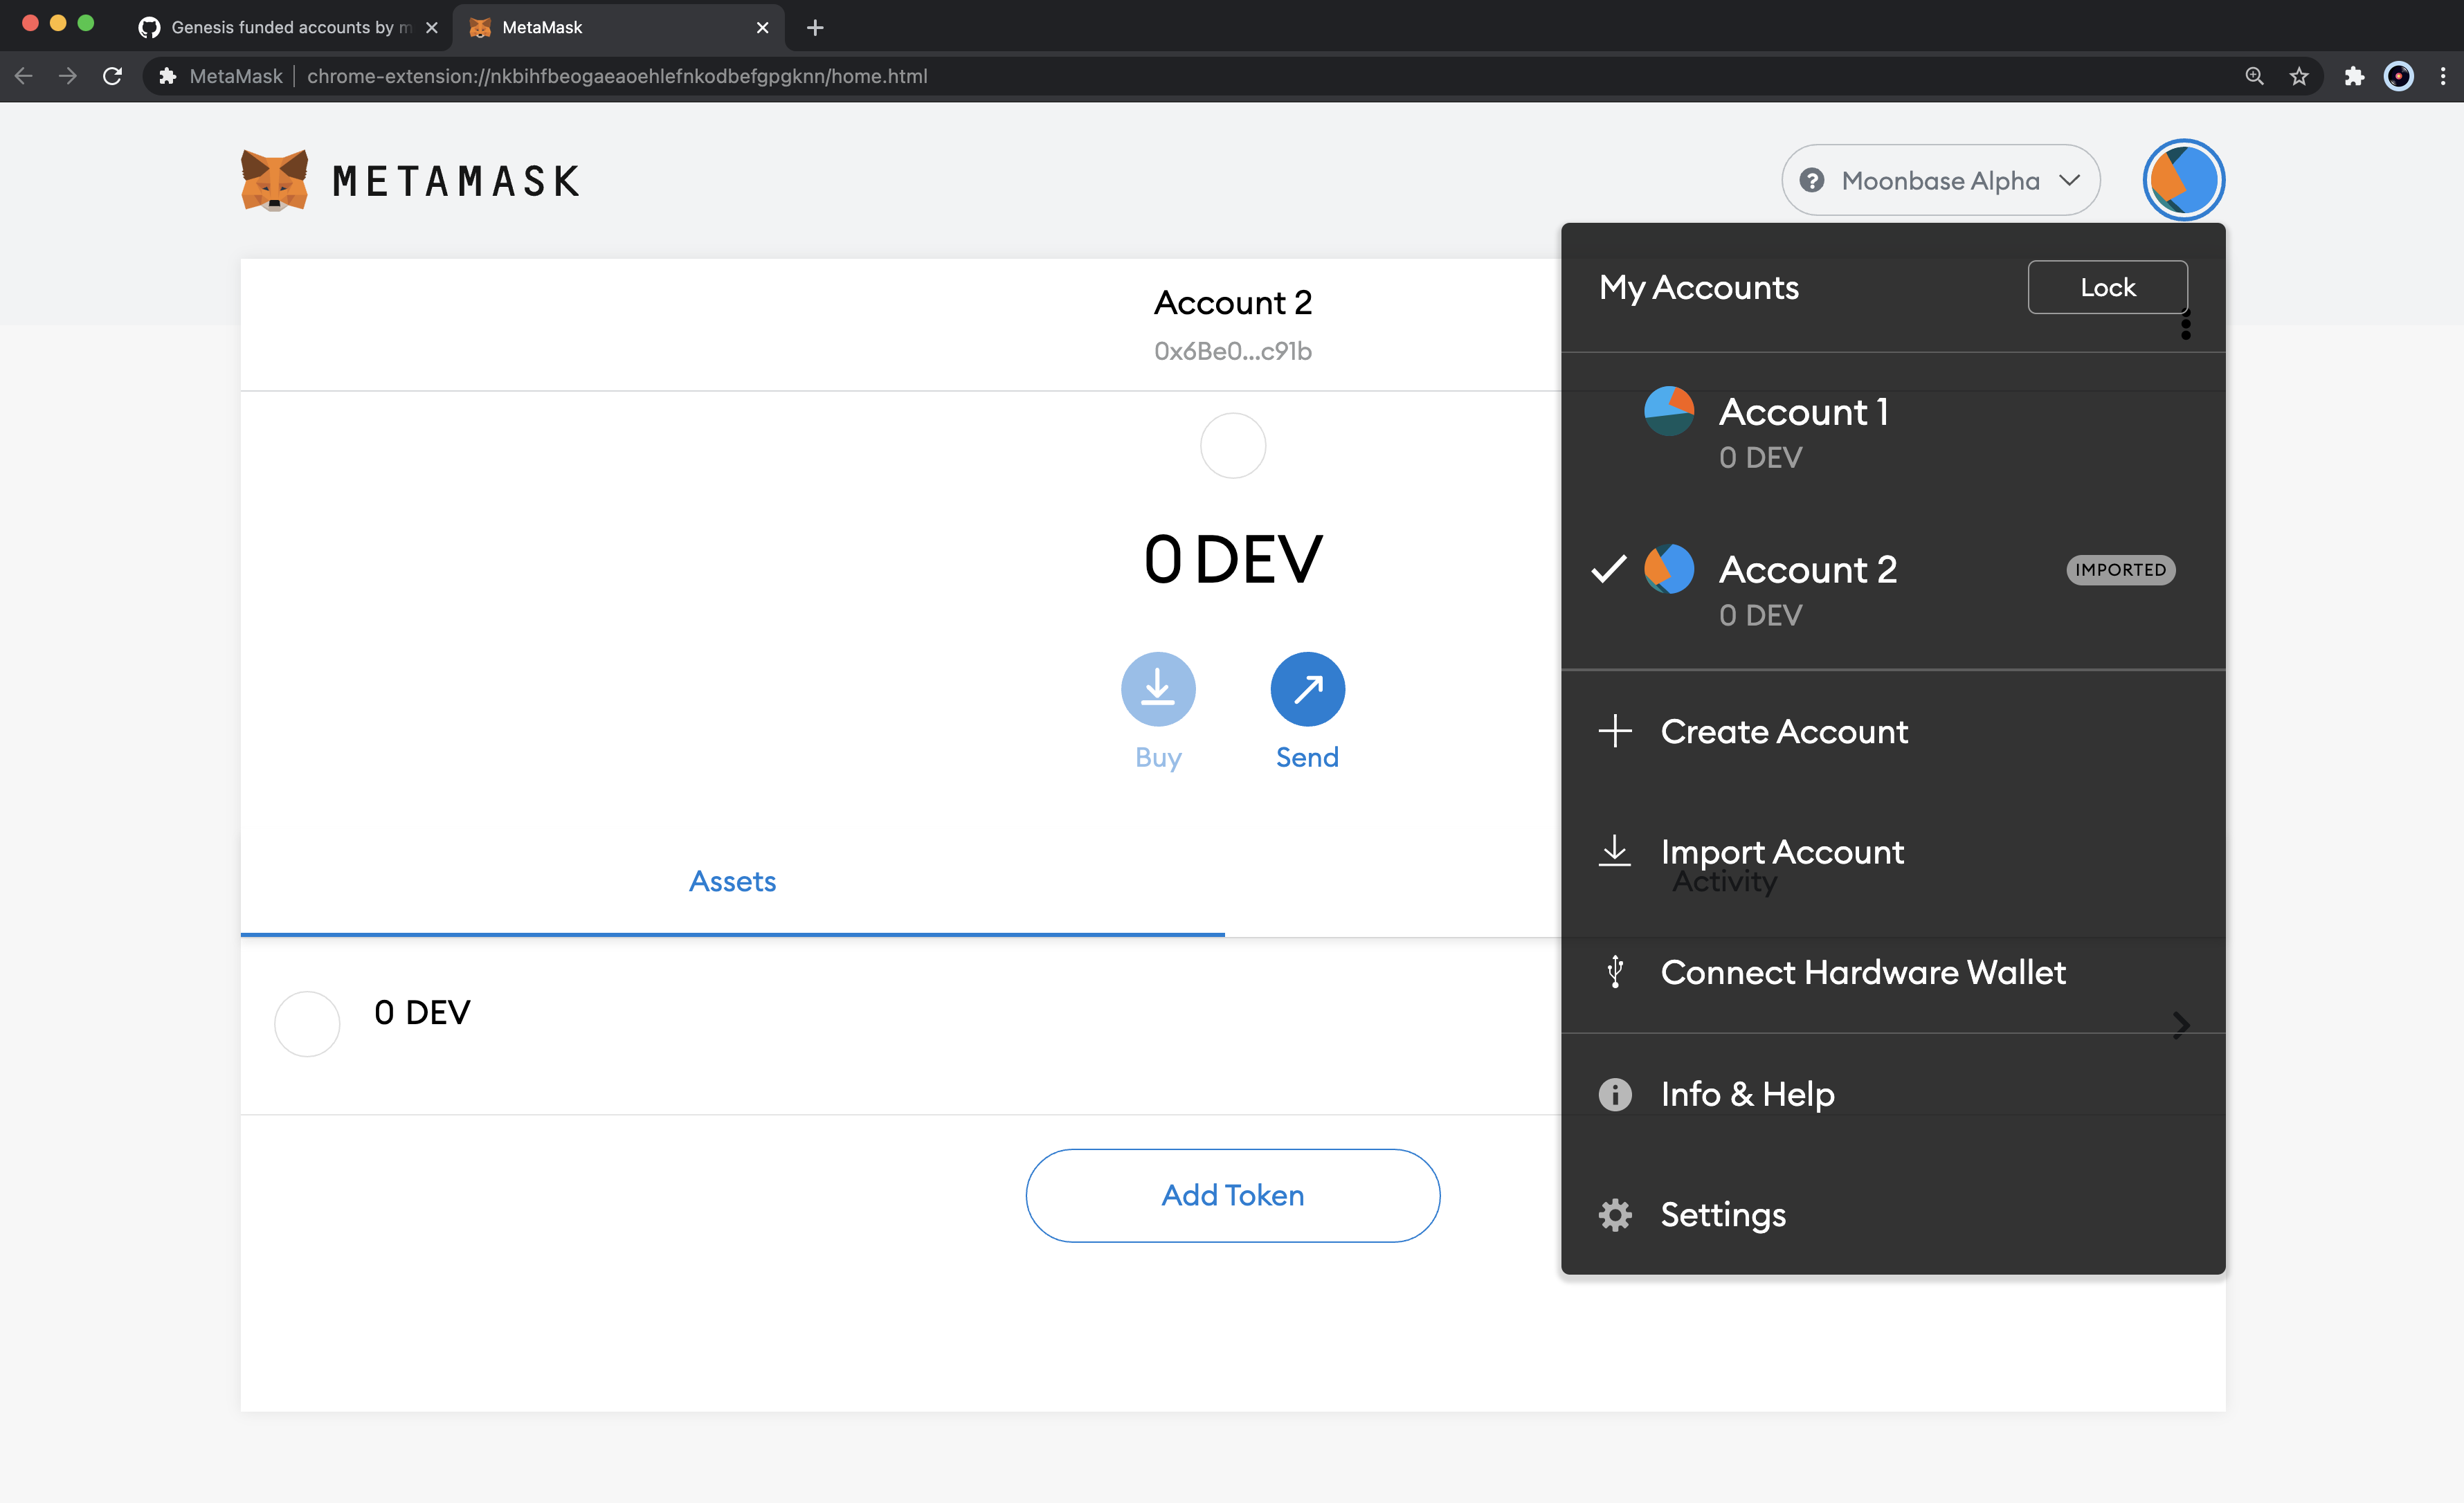 Genesis funded accounts by m
MetaMask
MetaMask
chrome-extension://nkbihfbeogaeaoehlefnkodbefgpgknn/home.html
METAMASK
? Moonbase Alpha
My Accounts
Lock
Account 2
0x6Be0...c91b
Account 1
0 DEV
Account 2
IMPORTED
0 DEV
0 DEV
Buy
Send
Create Account
Import Account
Assets
Activity
Connect Hardware Wallet
0 DEV
Info & Help
Add Token
Settings